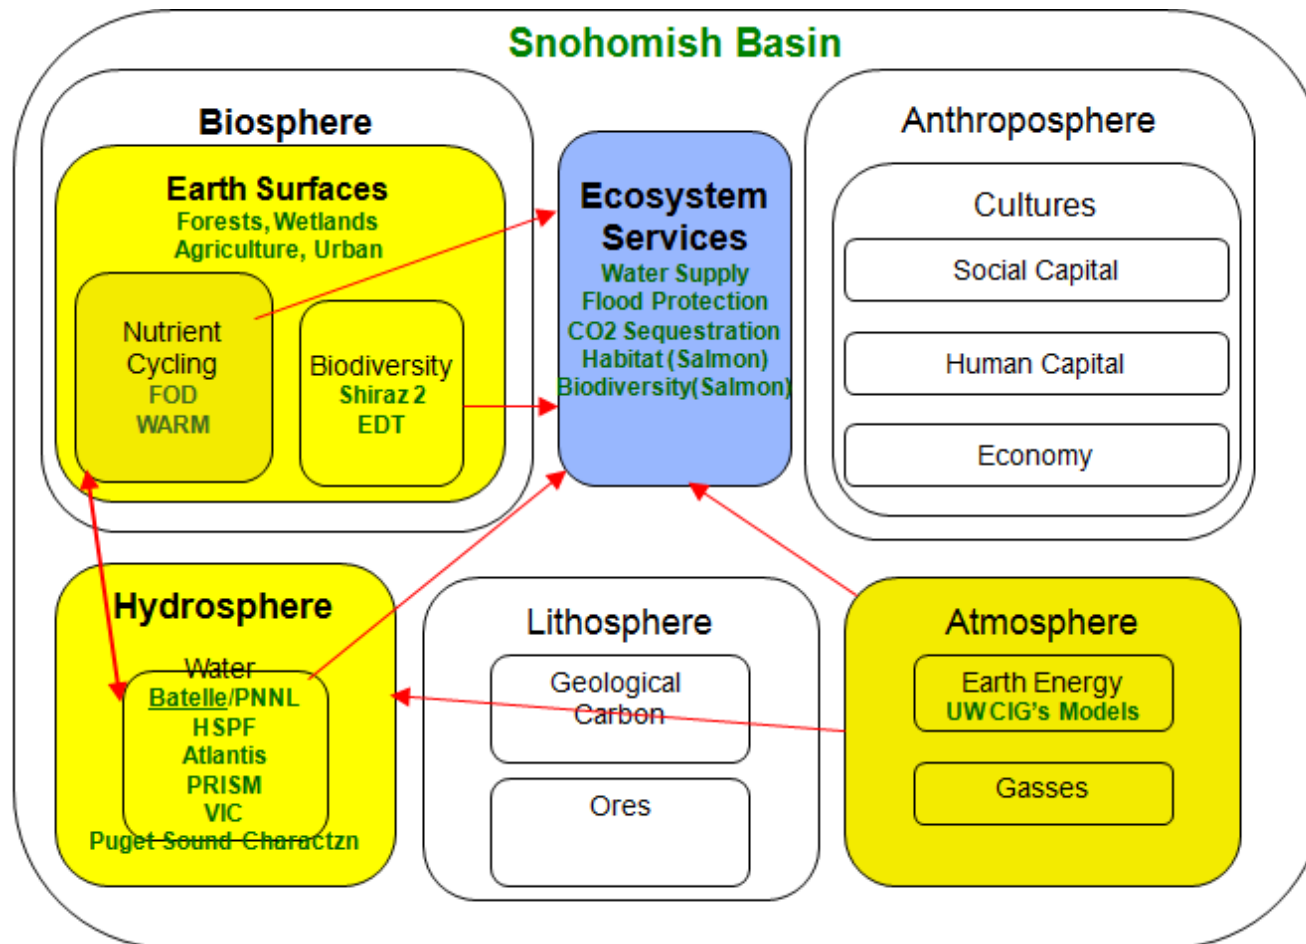 Snohomish Basin
Biosphere
Earth Surfaces
Forests, Wetlands
Agriculture, Urban
Nutrient
Cycling
FOD
WARM
Biodiversity
Shiraz 2
EDT
Ecosystem
Services
Water Supply
Flood Protection
CO2 Sequestration
Habitat (Salmon)
Biodiversity(Salmon)
Anthroposphere
Cultures
Social Capital
Human Capital
Economy
Hydrosphere
Water
Batelle/PNNL
HSPF
Atlantis
PRISM
VIC
Puget Sound Charactzn
Lithosphere
Geological
Carbon
Ores
Atmosphere
Earth Energy
UW CIG's Models
Gasses